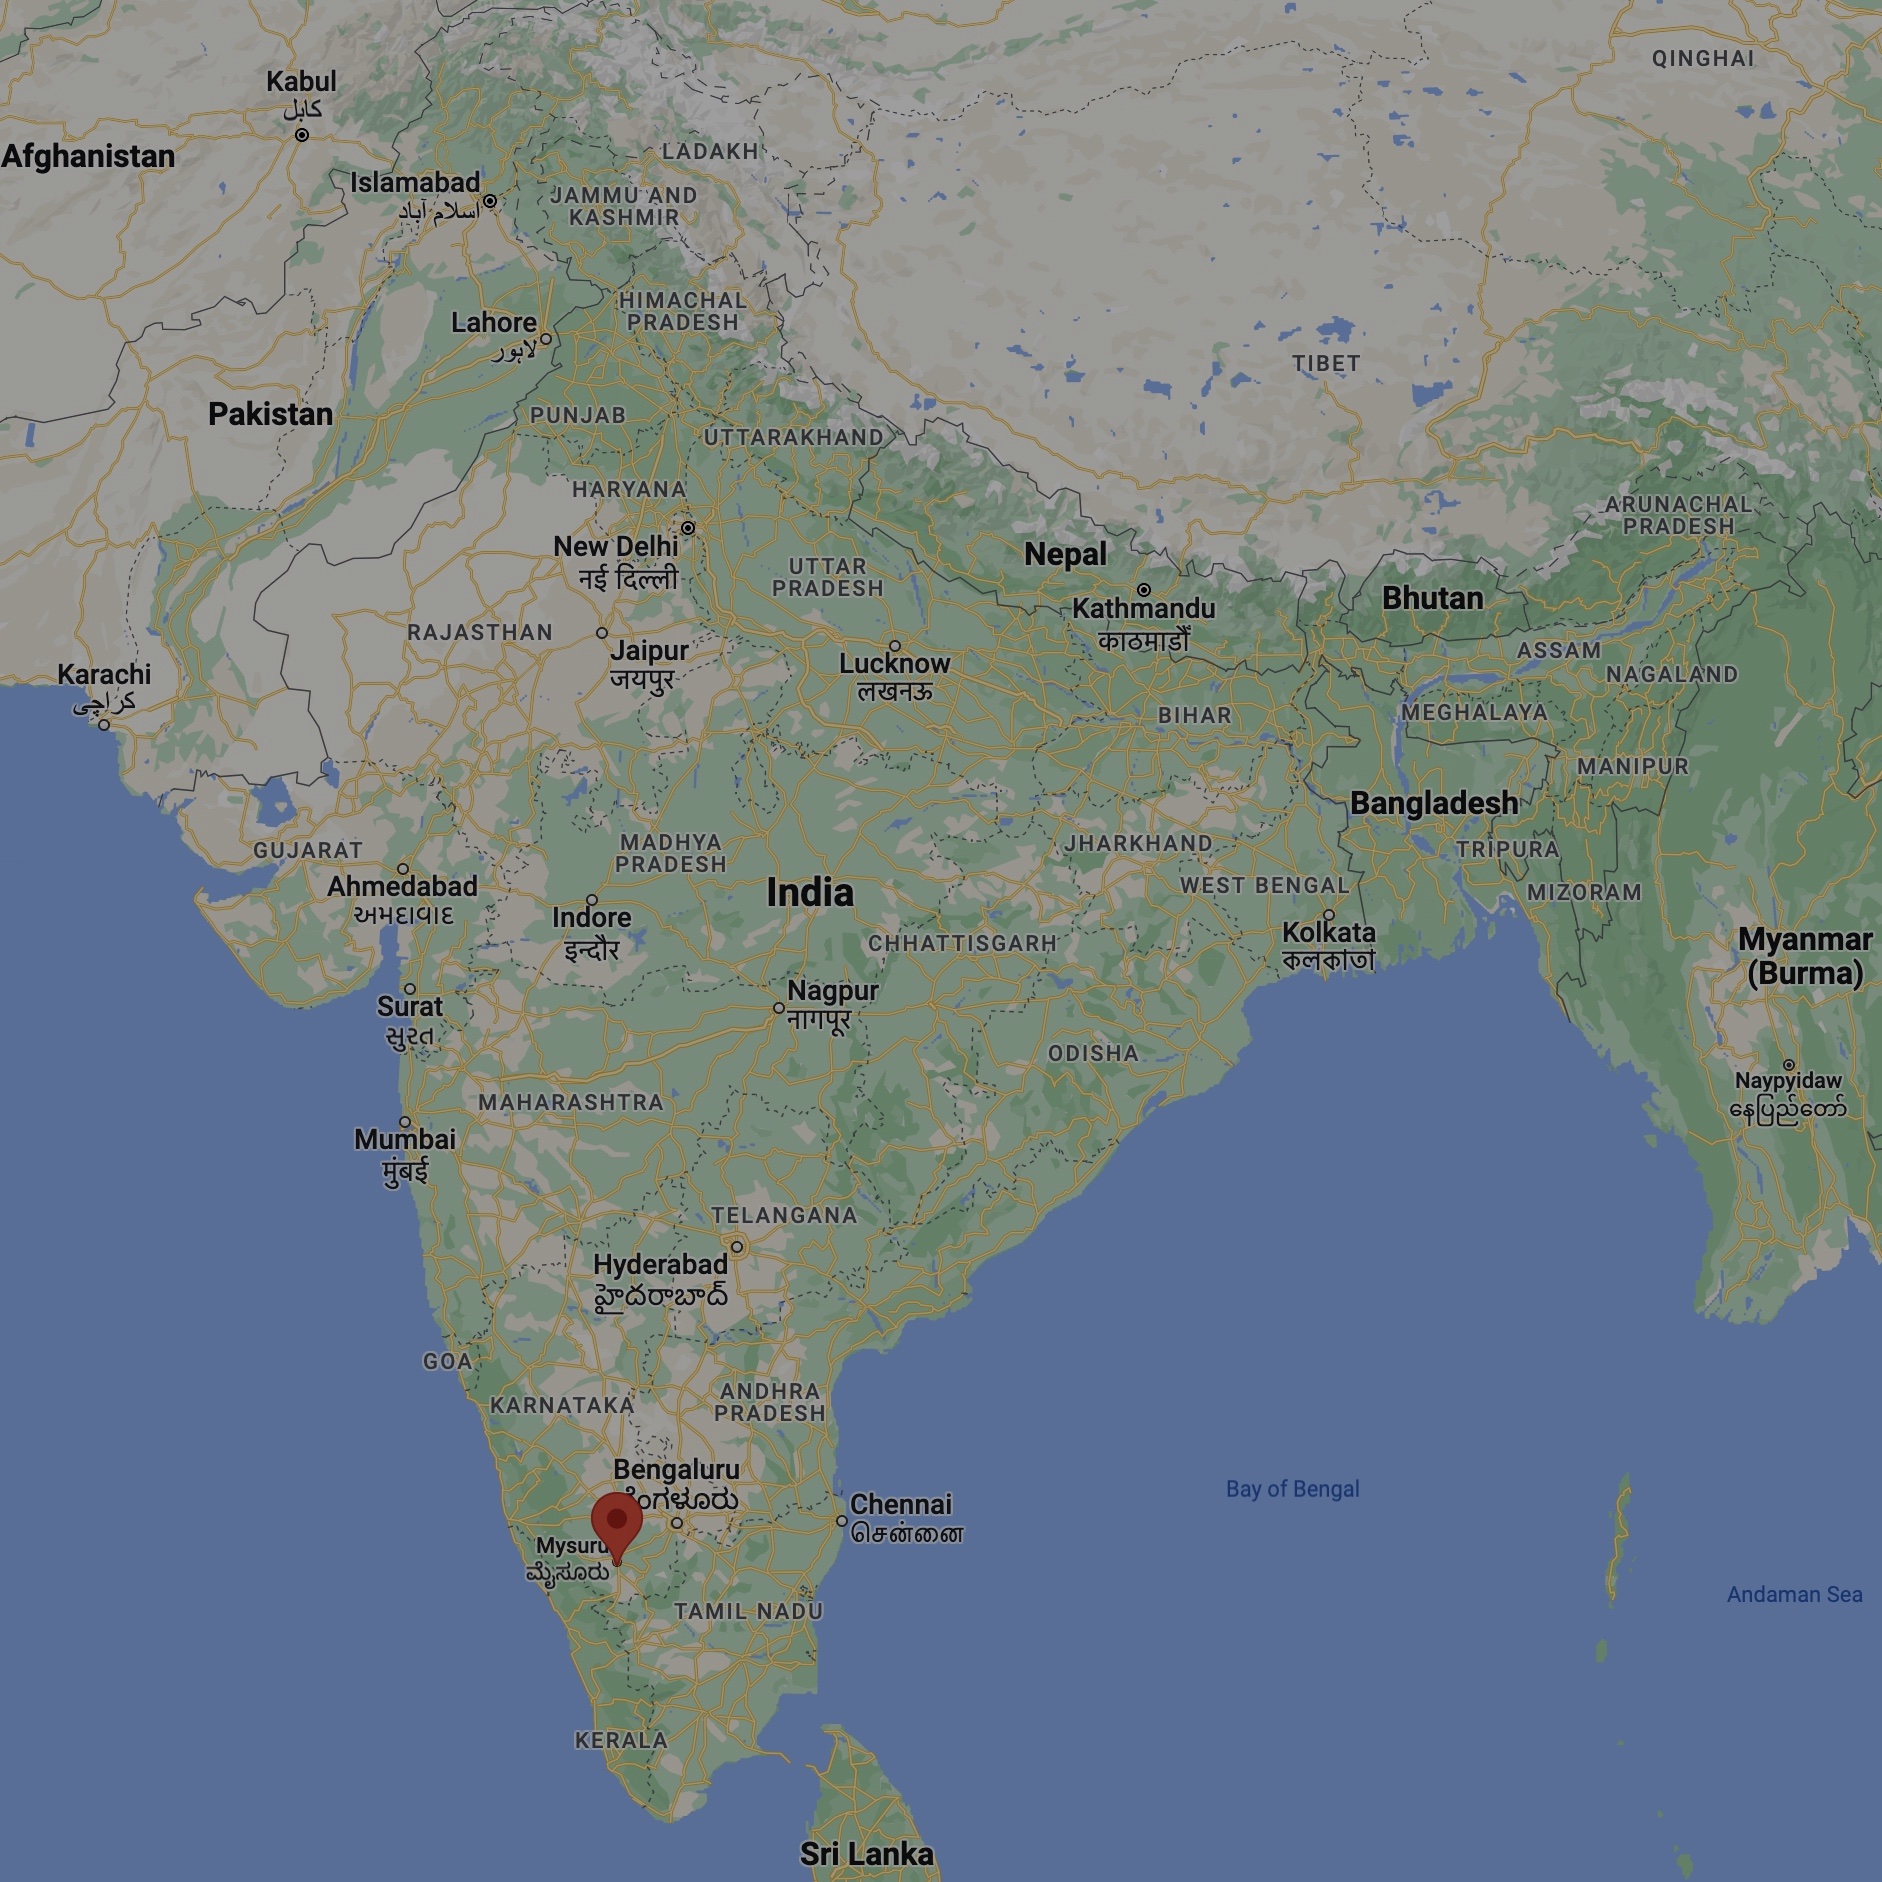 QINGHAI
Kabul
کابل
Afghanistan
LADAKH
Islamabad
اسلام آباد
JAMMU AND
KASHMIR
HIMACHAL
PRADESH
Lahore
لاہور
TIBET
Pakistan
PUNJAB
UTTARAKHAND
HARYANA
ARUNACHAL
PRADESH
New Delhi
नई दिल्ली
Nepal
UTTAR
PRADESH
Bhutan
Kathmandu
काठमाडौँ
RAJASTHAN
Jaipur
जयपुर
Lucknow
लखनऊ
ASSAM
NAGALAND
Karachi
کراچی
BIHAR
MEGHALAYA
MANIPUR
Bangladesh
GUJARAT
MADHYA
PRADESH
JHARKHAND
TRIPURA
Ahmedabad
અમદાવાદ
India
WEST BENGAL
MIZORAM
Indore
इन्दौर
CHHATTISGARH
Kolkata
কলকাতা
Myanmar
(Burma)
Surat
સુરત
Nagpur
नागपूर
ODISHA
Naypyidaw
နေပြည်တော်
MAHARASHTRA
Mumbai
मुंबई
TELANGANA
Hyderabad
హైదరాబాద్
GOA
KARNATAKA
ANDHRA
PRADESH
Bengaluru
ಬೆಂಗಳೂರು
Bay of Bengal
Chennai
சென்னை
Mysuru
ಮೈಸೂರು
Andaman Sea
TAMIL NADU
KERALA
Sri Lanka